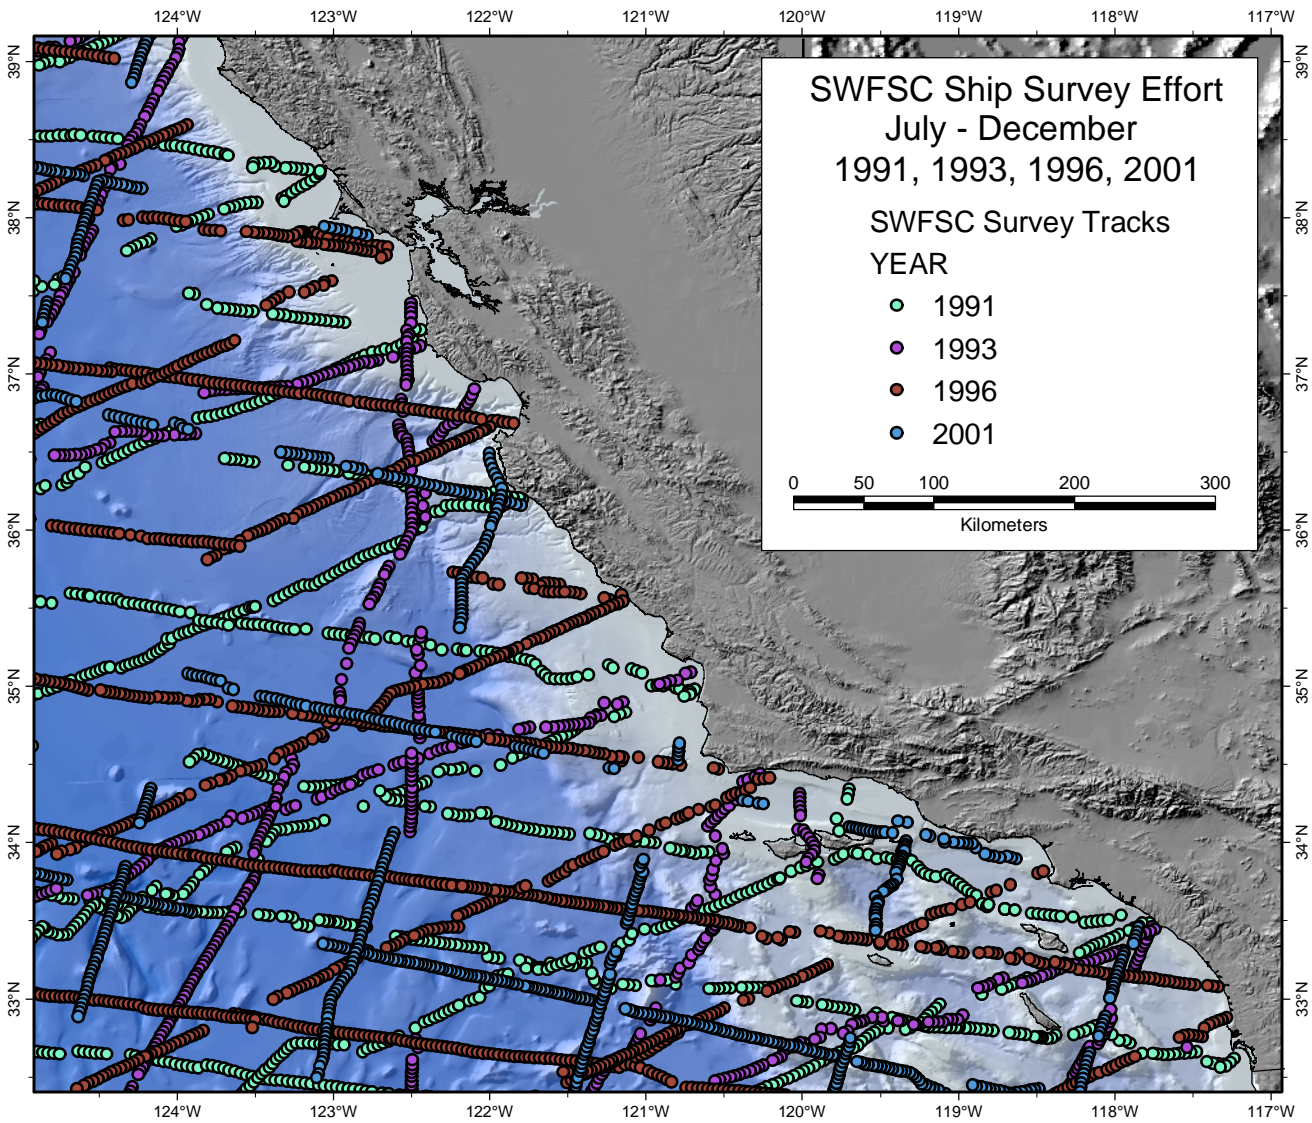 124°W 123°W 122°W 121°W 120°W 119°W 118°W 117°W
39°N 39°N
SWFSC Ship Survey Effort
July - December
1991, 1993, 1996, 2001
38°N 38°N
SWFSC Survey Tracks
YEAR
1991
1993
37°N 37°N
1996
2001
0 50 100 200 300
Kilometers
36°N 36°N
35°N 35°N
34°N 34°N
33°N 33°N
124°W 123°W 122°W 121°W 120°W 119°W 118°W 117°W